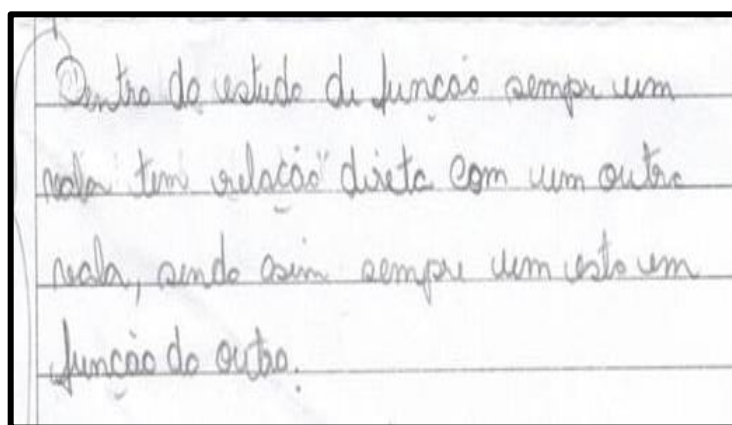 Dentro do estudo de função sempre um
valor "tem relação" direta com um outro
valor, sendo asim sempre um esta em
função do outro.